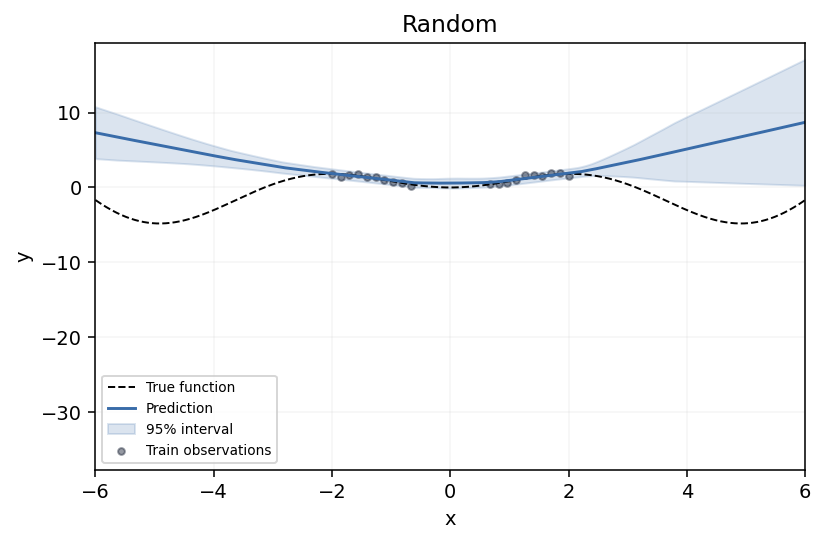 Random
y
10
0
−10
−20
−30
True function
Prediction
95% interval
Train observations
−6 −4 −2 0 2 4 6
x